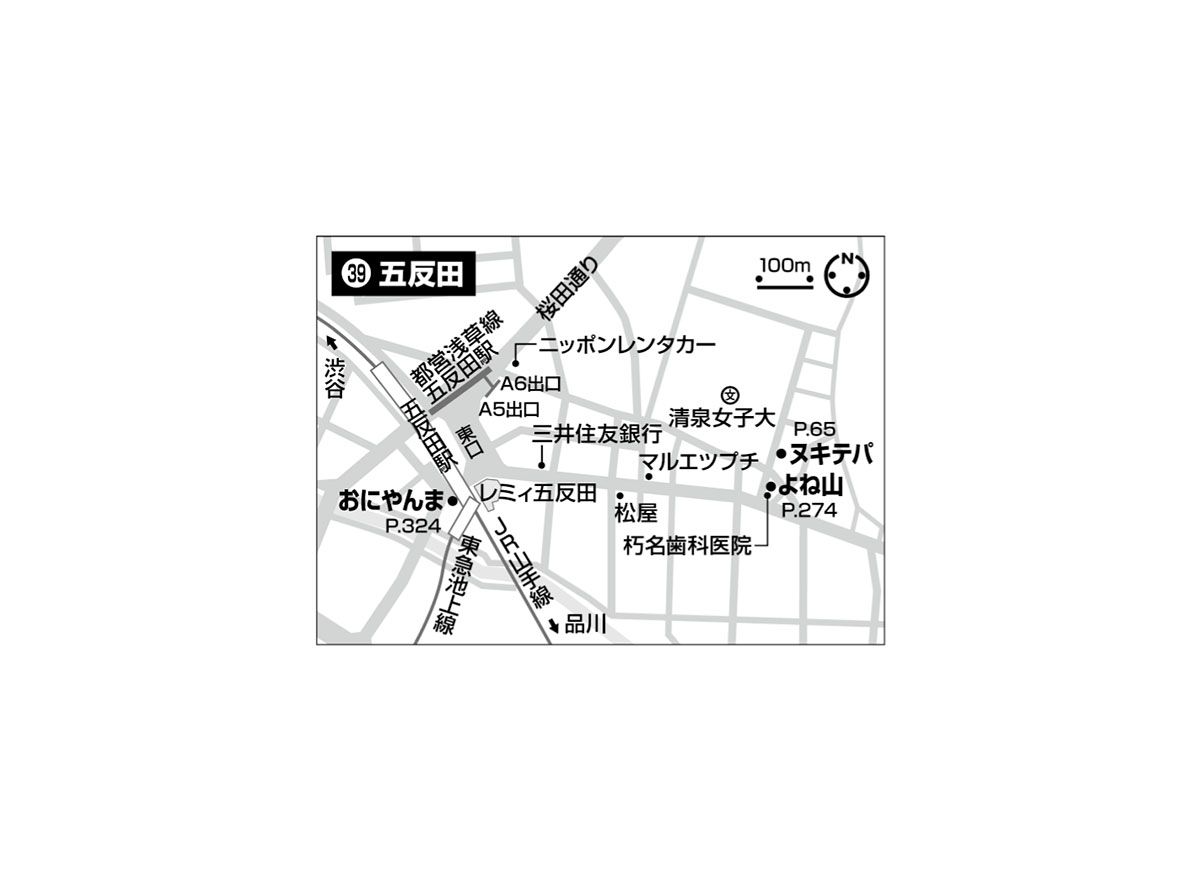 39 五反田
100m
N
桜田通り
都営浅草線
五反田駅
ニッポンレンタカー
渋谷
A6出口
A5出口
文
清泉女子大
五反田駅
東口
三井住友銀行
P.65
ヌキテパ
マルエツプチ
よね山
P.274
おにやんま
P.324
レミィ五反田
松屋
朽名歯科医院
JR山手線
東急池上線
品川